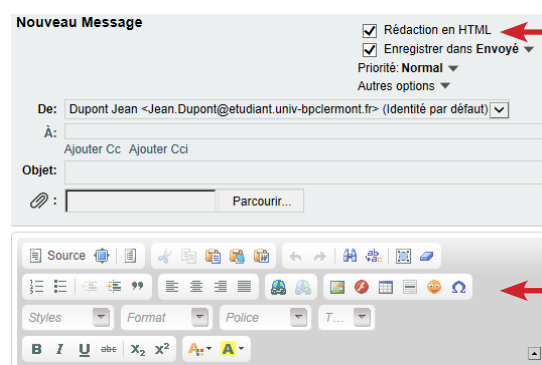 Nouveau Message
Rédaction en HTML
Enregistrer dans Envoyé
Priorité: Normal
Autres options
De: Dupont Jean <Jean.Dupont@etudiant.univ-bpclermont.fr> (Identité par défaut)
À:
Ajouter Cc Ajouter Cci
Objet:
: Parcourir...
Source
Styles Format Police T...
B I U abc X₂ X² A A